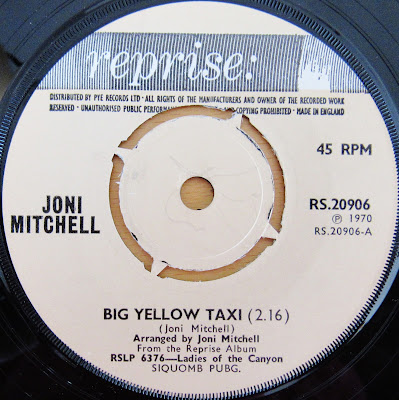 reprise:
DISTRIBUTED BY PYE RECORDS LTD · ALL RIGHTS OF THE MANUFACTURERS AND OWNER OF THE RECORDED WORK
RESERVED · UNAUTHORISED PUBLIC PERFORMANCE COPYING PROHIBITED · MADE IN ENGLAND
45 RPM
JONI
MITCHELL
RS.20906
Ⓟ 1970
RS.20906-A
BIG YELLOW TAXI (2.16)
(Joni Mitchell)
Arranged by Joni Mitchell
From the Reprise Album
RSLP 6376—Ladies of the Canyon
SIQUOMB PUBG.